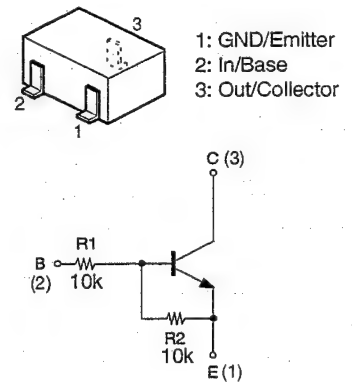 3
1: GND/Emitter
2: In/Base
3: Out/Collector
2
1
C (3)
R1
B
(2)
10k
R2
10k
E (1)